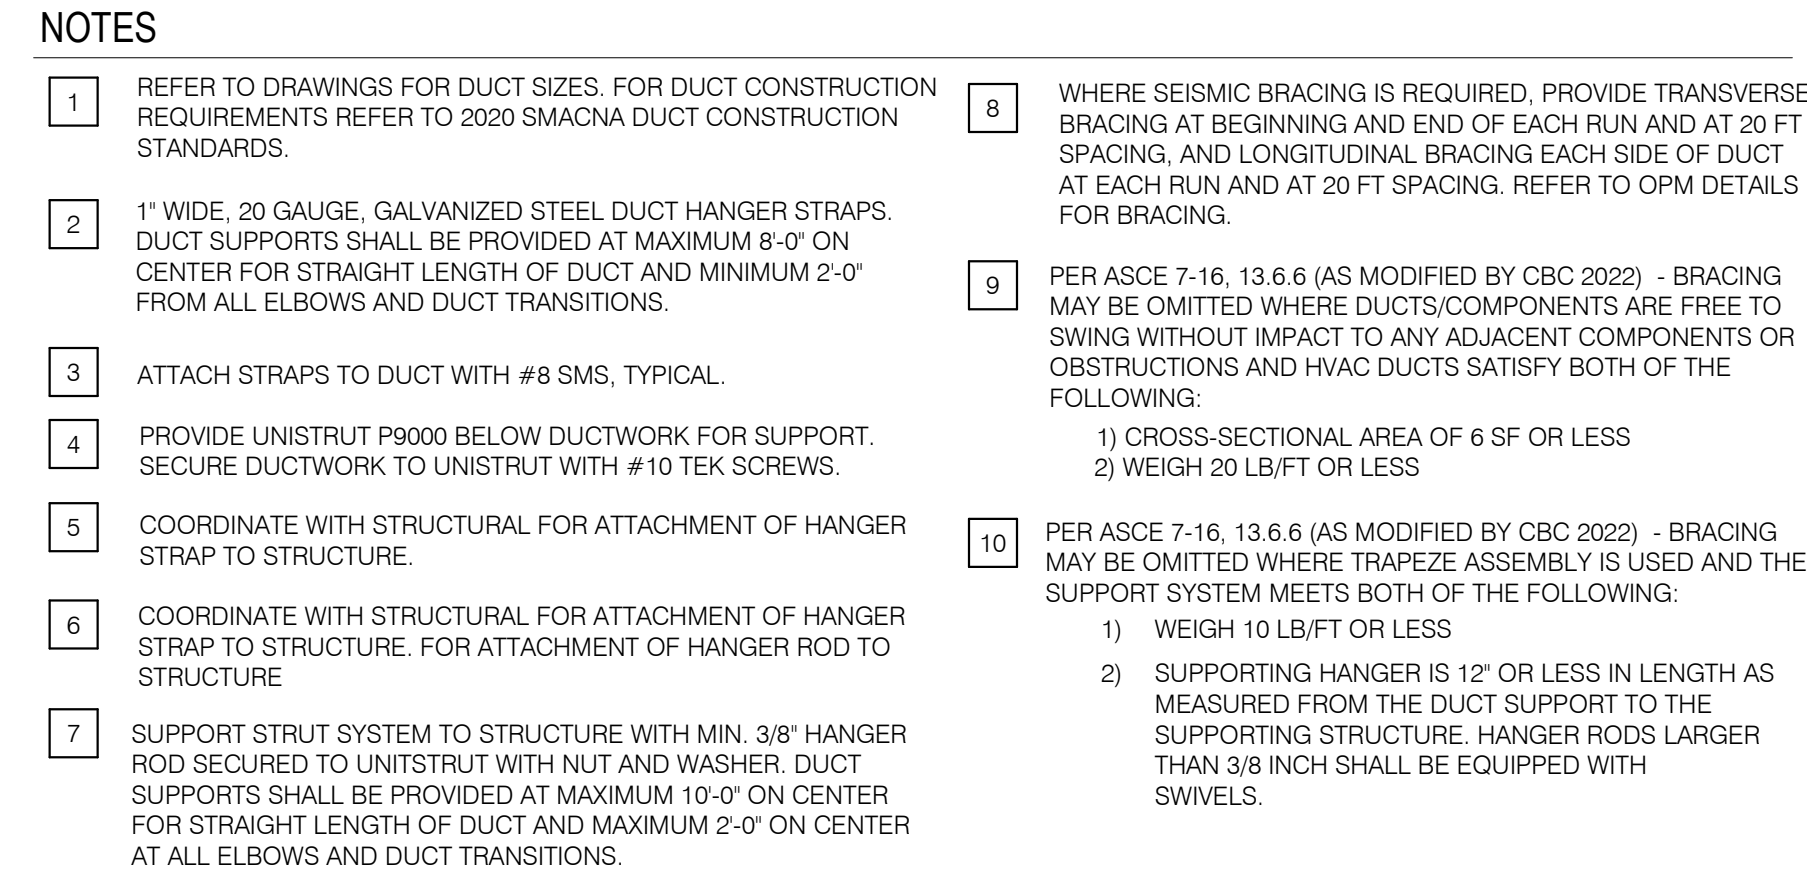 NOTES
1
REFER TO DRAWINGS FOR DUCT SIZES. FOR DUCT CONSTRUCTION
REQUIREMENTS REFER TO 2020 SMACNA DUCT CONSTRUCTION
STANDARDS.
2
1" WIDE, 20 GAUGE, GALVANIZED STEEL DUCT HANGER STRAPS.
DUCT SUPPORTS SHALL BE PROVIDED AT MAXIMUM 8'-0" ON
CENTER FOR STRAIGHT LENGTH OF DUCT AND MINIMUM 2'-0"
FROM ALL ELBOWS AND DUCT TRANSITIONS.
3
ATTACH STRAPS TO DUCT WITH #8 SMS, TYPICAL.
4
PROVIDE UNISTRUT P9000 BELOW DUCTWORK FOR SUPPORT.
SECURE DUCTWORK TO UNISTRUT WITH #10 TEK SCREWS.
5
COORDINATE WITH STRUCTURAL FOR ATTACHMENT OF HANGER
STRAP TO STRUCTURE.
6
COORDINATE WITH STRUCTURAL FOR ATTACHMENT OF HANGER
STRAP TO STRUCTURE. FOR ATTACHMENT OF HANGER ROD TO
STRUCTURE
7
SUPPORT STRUT SYSTEM TO STRUCTURE WITH MIN. 3/8" HANGER
ROD SECURED TO UNITSTRUT WITH NUT AND WASHER. DUCT
SUPPORTS SHALL BE PROVIDED AT MAXIMUM 10'-0" ON CENTER
FOR STRAIGHT LENGTH OF DUCT AND MAXIMUM 2'-0" ON CENTER
AT ALL ELBOWS AND DUCT TRANSITIONS.
8
WHERE SEISMIC BRACING IS REQUIRED, PROVIDE TRANSVERSE
BRACING AT BEGINNING AND END OF EACH RUN AND AT 20 FT
SPACING, AND LONGITUDINAL BRACING EACH SIDE OF DUCT
AT EACH RUN AND AT 20 FT SPACING. REFER TO OPM DETAILS
FOR BRACING.
9
PER ASCE 7-16, 13.6.6 (AS MODIFIED BY CBC 2022)  - BRACING
MAY BE OMITTED WHERE DUCTS/COMPONENTS ARE FREE TO
SWING WITHOUT IMPACT TO ANY ADJACENT COMPONENTS OR
OBSTRUCTIONS AND HVAC DUCTS SATISFY BOTH OF THE
FOLLOWING:
1) CROSS-SECTIONAL AREA OF 6 SF OR LESS
2) WEIGH 20 LB/FT OR LESS
10
PER ASCE 7-16, 13.6.6 (AS MODIFIED BY CBC 2022)  - BRACING
MAY BE OMITTED WHERE TRAPEZE ASSEMBLY IS USED AND THE
SUPPORT SYSTEM MEETS BOTH OF THE FOLLOWING:
1) WEIGH 10 LB/FT OR LESS
2) SUPPORTING HANGER IS 12" OR LESS IN LENGTH AS
MEASURED FROM THE DUCT SUPPORT TO THE
SUPPORTING STRUCTURE. HANGER RODS LARGER
THAN 3/8 INCH SHALL BE EQUIPPED WITH
SWIVELS.